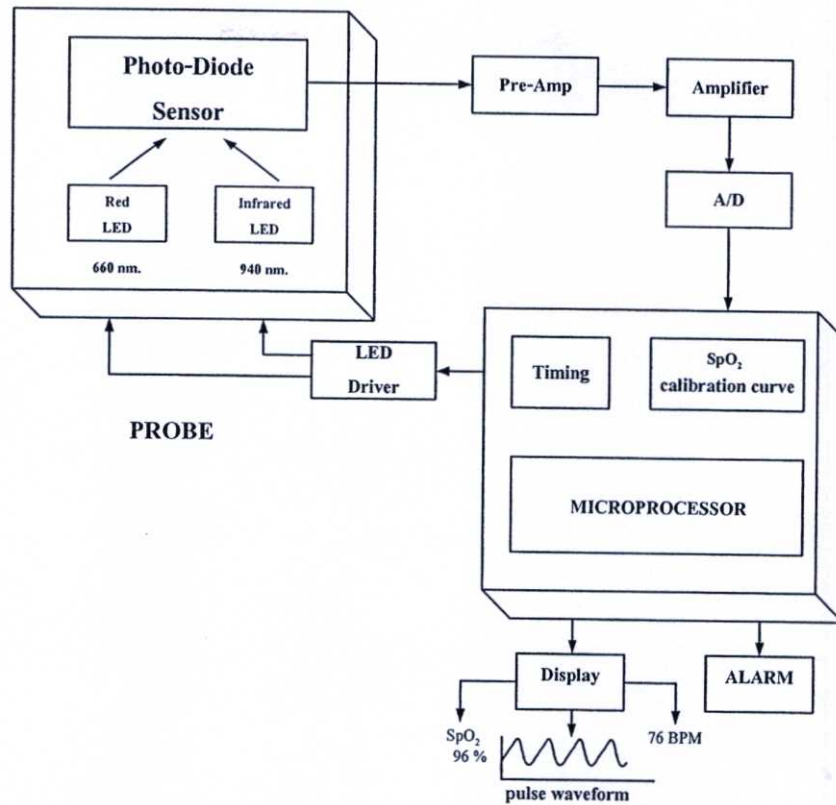 Photo-Diode
Sensor
Red
LED
Infrared
LED
660 nm.
940 nm.
Pre-Amp
Amplifier
A/D
LED
Driver
PROBE
Timing
SpO₂
calibration curve
MICROPROCESSOR
Display
ALARM
SpO₂
96 %
76 BPM
pulse waveform